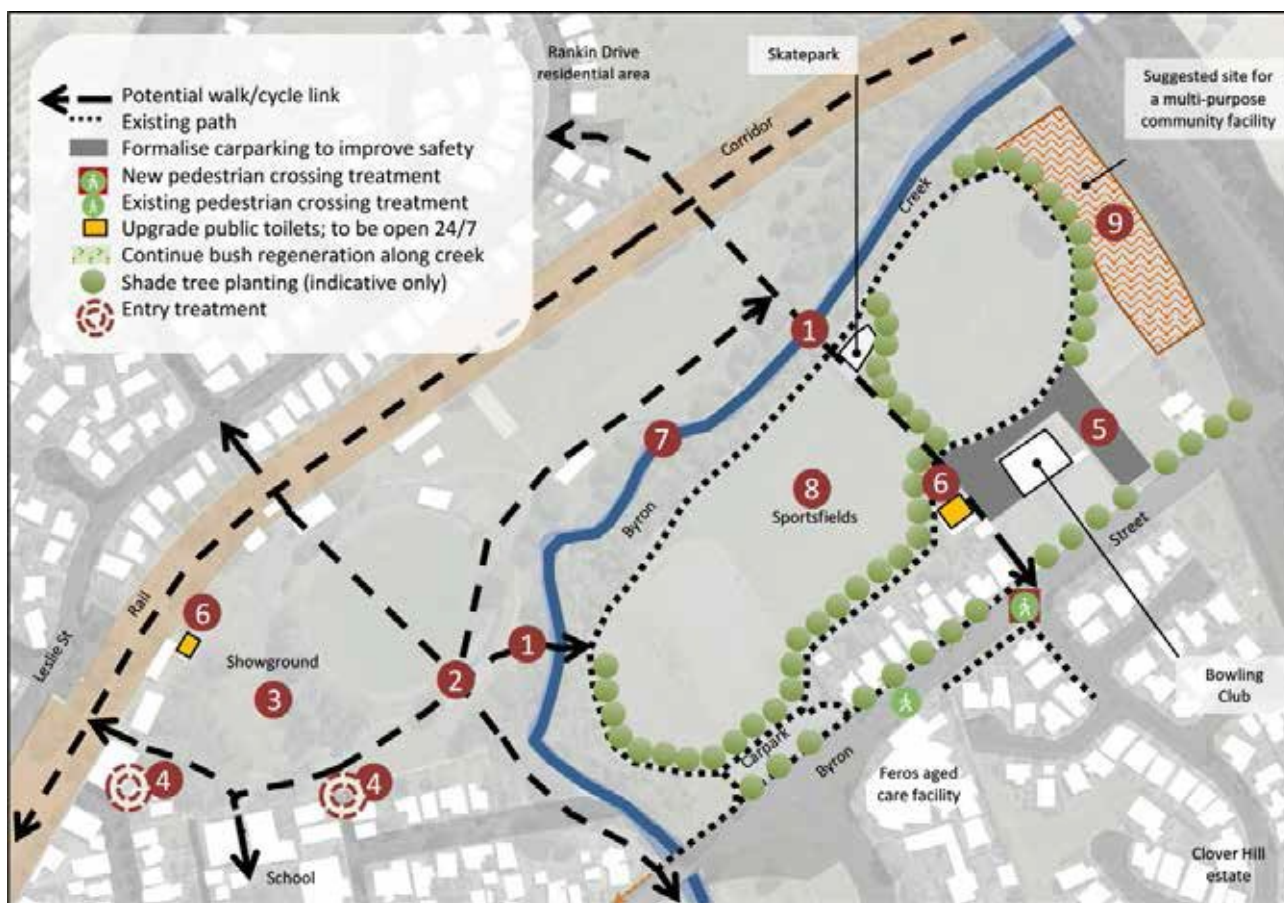 Potential walk/cycle link
Existing path
Formalise carparking to improve safety
New pedestrian crossing treatment
Existing pedestrian crossing treatment
Upgrade public toilets; to be open 24/7
Continue bush regeneration along creek
Shade tree planting (indicative only)
Entry treatment
Rankin Drive
residential area
Skatepark
Suggested site for
a multi-purpose
community facility
Corridor
Creek
9
1
7
5
8
6
Sportsfields
Byron
Street
Rail
Leslie St
6
Showground
3
2
1
4
4
School
Carpark
Byron
Feros aged
care facility
Bowling
Club
Clover Hill
estate